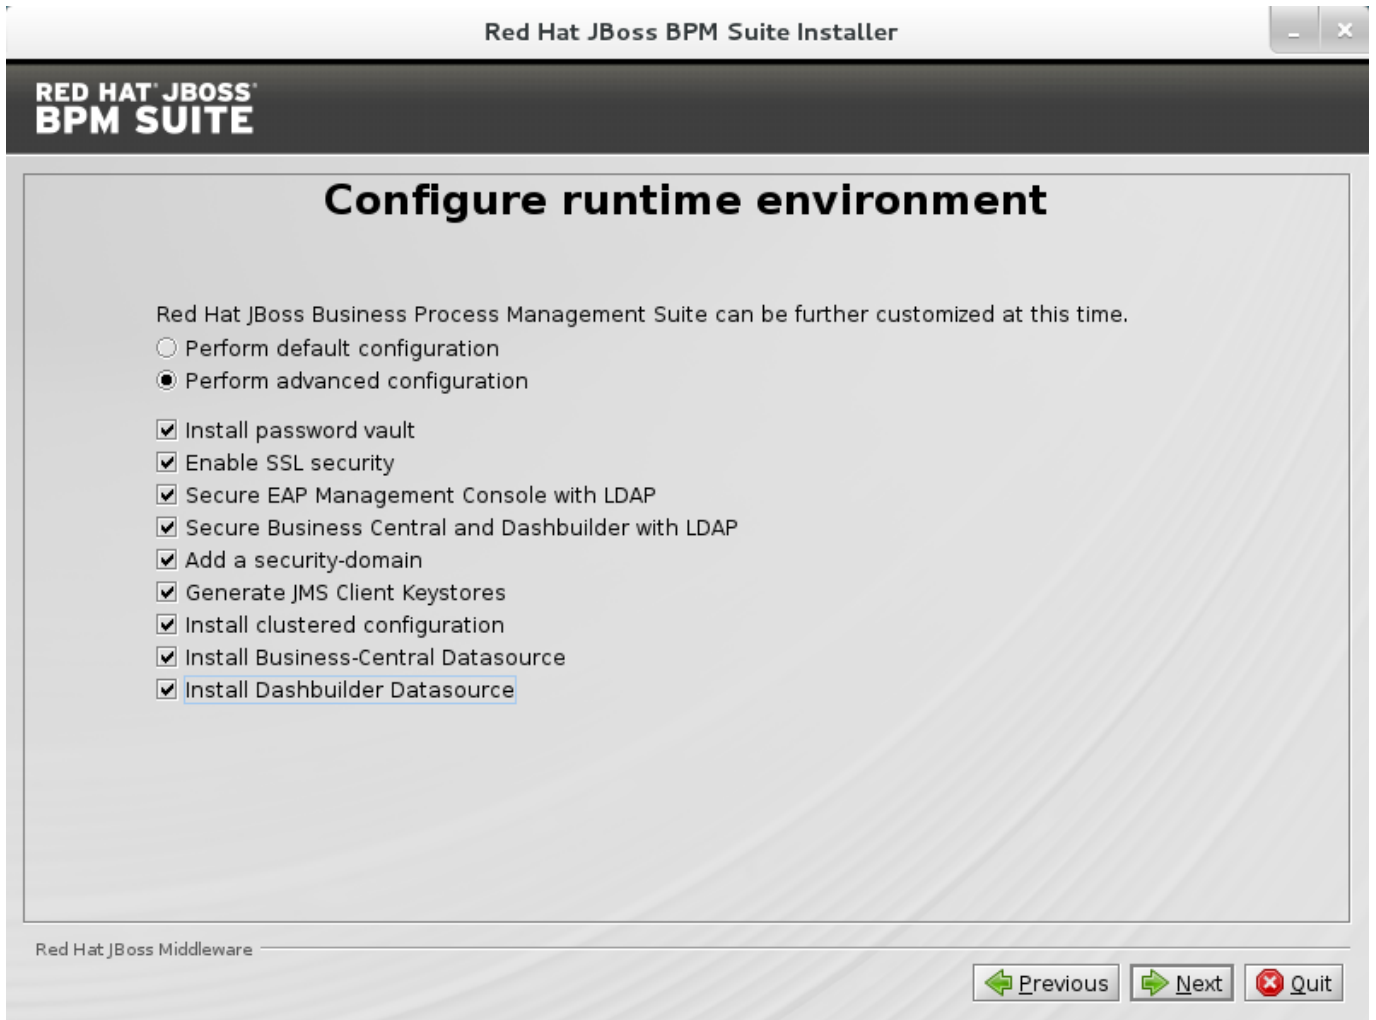 Red Hat JBoss BPM Suite Installer
RED HAT® JBOSS®
BPM SUITE
Configure runtime environment
Red Hat JBoss Business Process Management Suite can be further customized at this time.
Perform default configuration
Perform advanced configuration
Install password vault
Enable SSL security
Secure EAP Management Console with LDAP
Secure Business Central and Dashbuilder with LDAP
Add a security-domain
Generate JMS Client Keystores
Install clustered configuration
Install Business-Central Datasource
Install Dashbuilder Datasource
Red Hat JBoss Middleware
Previous
Next
Quit